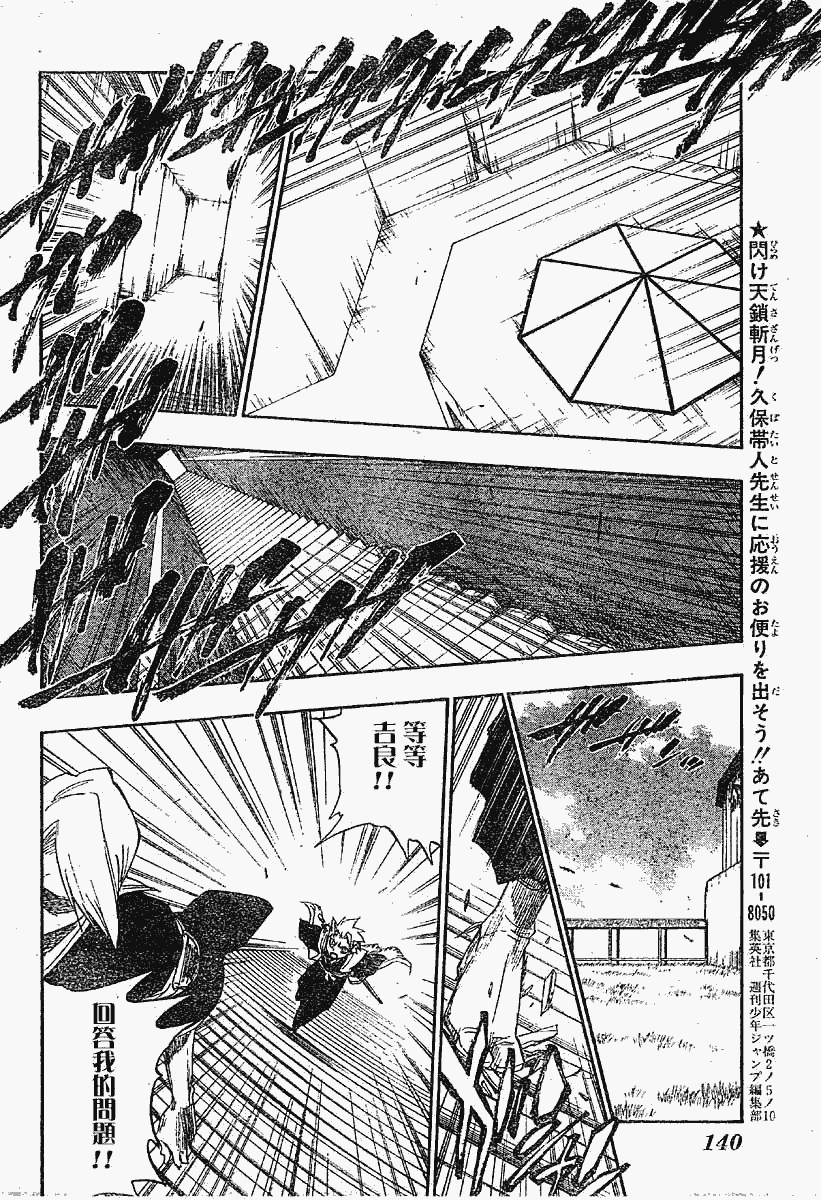 ★閃け天鎖斬月!久保帯人先生に応援のお便りを出そう!!あて先〒101-8050
東京都千代田区一ツ橋2ノ5ノ10
集英社 週刊少年ジャンプ編集部
等等
吉良!!
回答我的問題!!
140